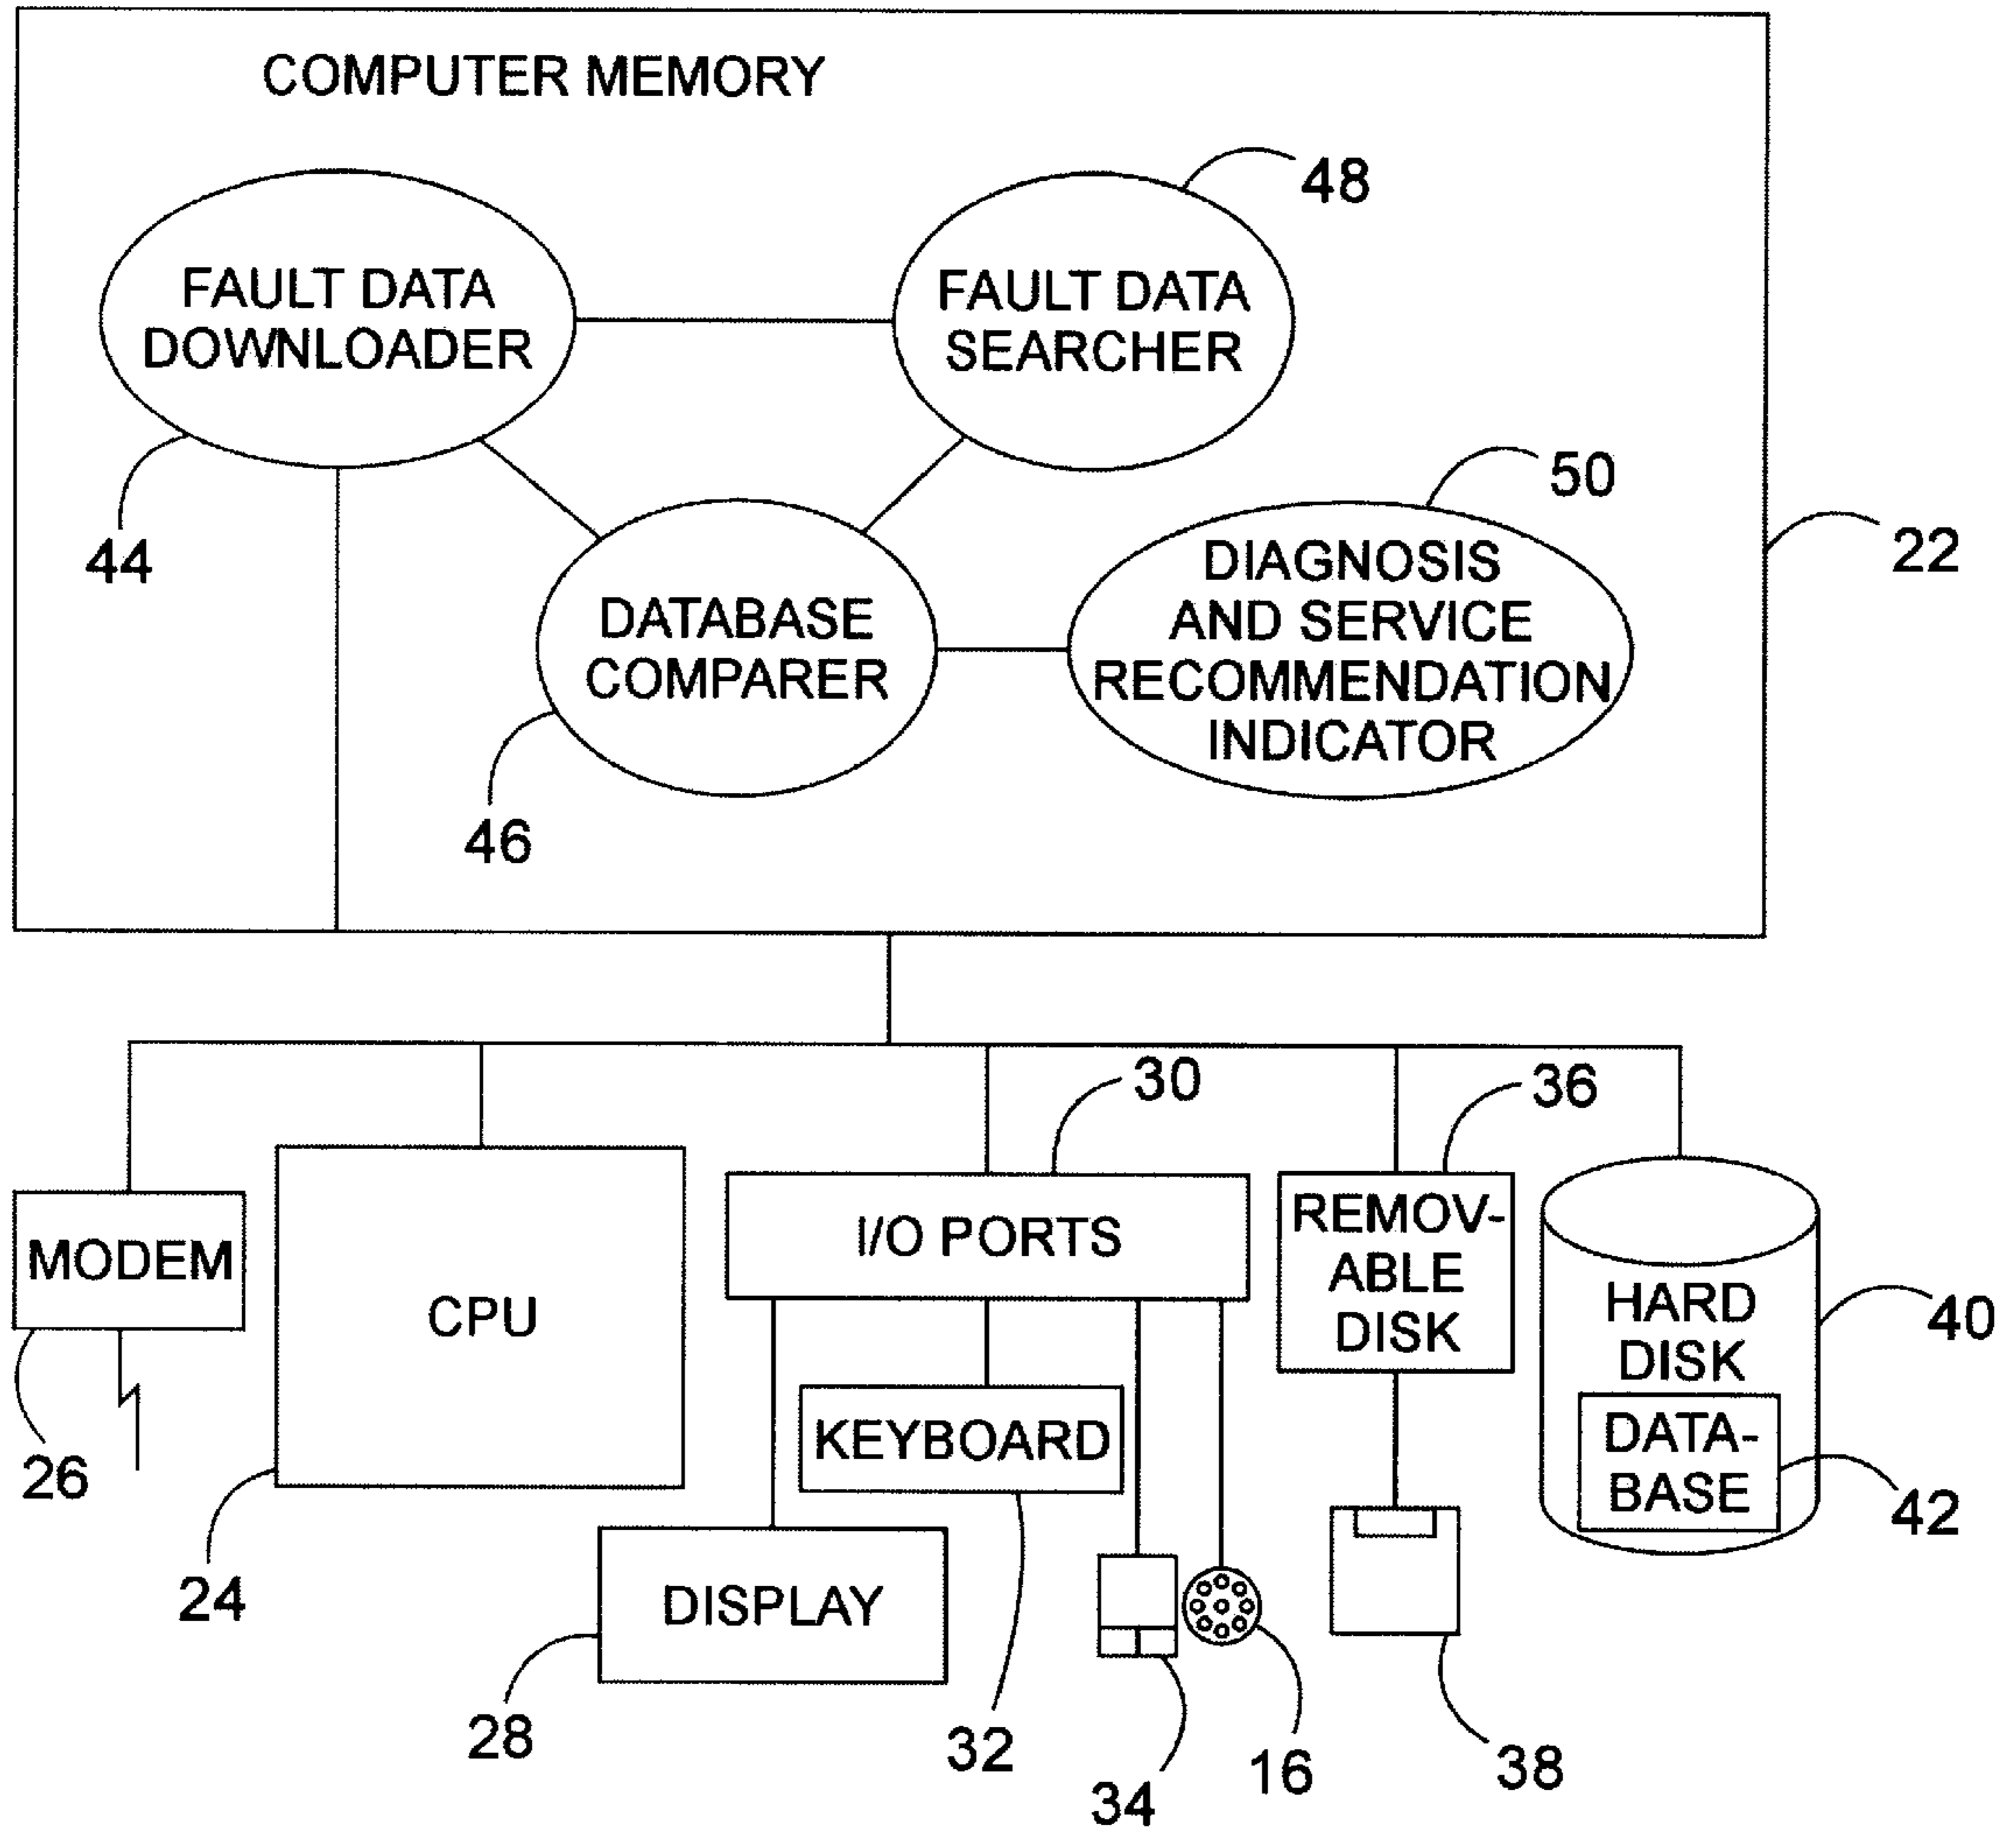 COMPUTER MEMORY
48
FAULT DATA
DOWNLOADER
FAULT DATA
SEARCHER
44
50
22
DATABASE
COMPARER
DIAGNOSIS
AND SERVICE
RECOMMENDATION
INDICATOR
46
30
36
MODEM
CPU
I/O PORTS
REMOV-
ABLE
DISK
HARD
DISK
40
KEYBOARD
DATA-
BASE
42
26
24
DISPLAY
28
32
34
16
38